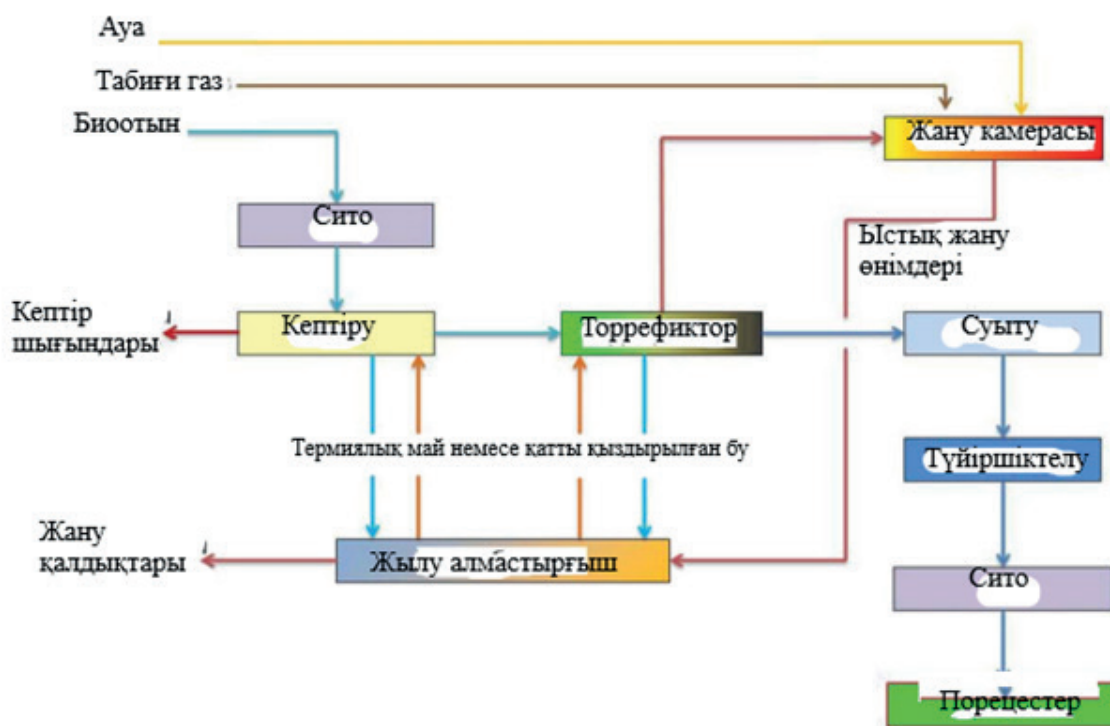 Ауа
Табиғи газ
Биоотын
Жану камерасы
Сито
Ыстық жану
өнімдері
Кептір
шығындары
Кептіру
Торрефиктор
Суыту
Термиялық май немесе қатты қыздырылған бу
Түйіршіктелу
Жану
қалдықтары
Жылу алмастырғыш
Сито
Порецестер